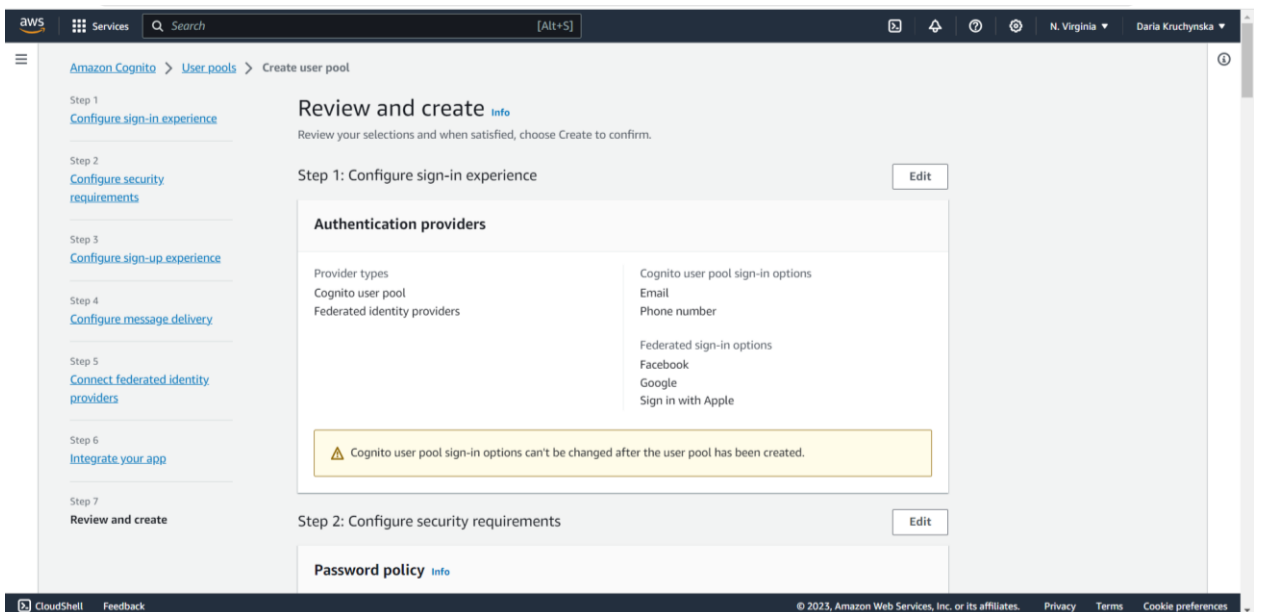 aws
Services
Search
[Alt+S]
N. Virginia
Daria Kruchynska
Amazon Cognito
User pools
Create user pool
Step 1
Configure sign-in experience
Step 2
Configure security
requirements
Step 3
Configure sign-up experience
Step 4
Configure message delivery
Step 5
Connect federated identity
providers
Step 6
Integrate your app
Step 7
Review and create
Review and create Info
Review your selections and when satisfied, choose Create to confirm.
Step 1: Configure sign-in experience
Edit
Authentication providers
Provider types
Cognito user pool
Federated identity providers
Cognito user pool sign-in options
Email
Phone number
Federated sign-in options
Facebook
Google
Sign in with Apple
Cognito user pool sign-in options can't be changed after the user pool has been created.
Step 2: Configure security requirements
Edit
Password policy Info
CloudShell
Feedback
© 2023, Amazon Web Services, Inc. or its affiliates.
Privacy
Terms
Cookie preferences